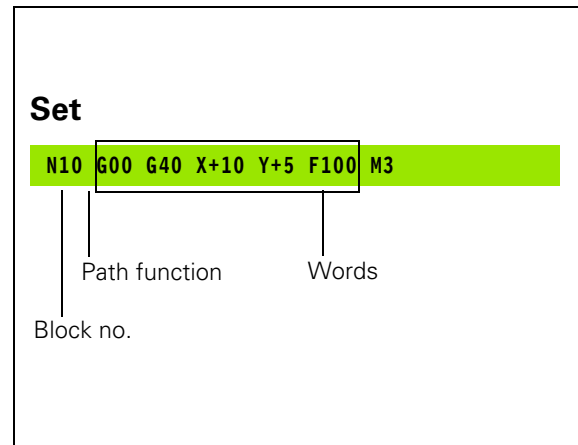 Set
N10 G00 G40 X+10 Y+5 F100 M3
Path function Words
Block no.